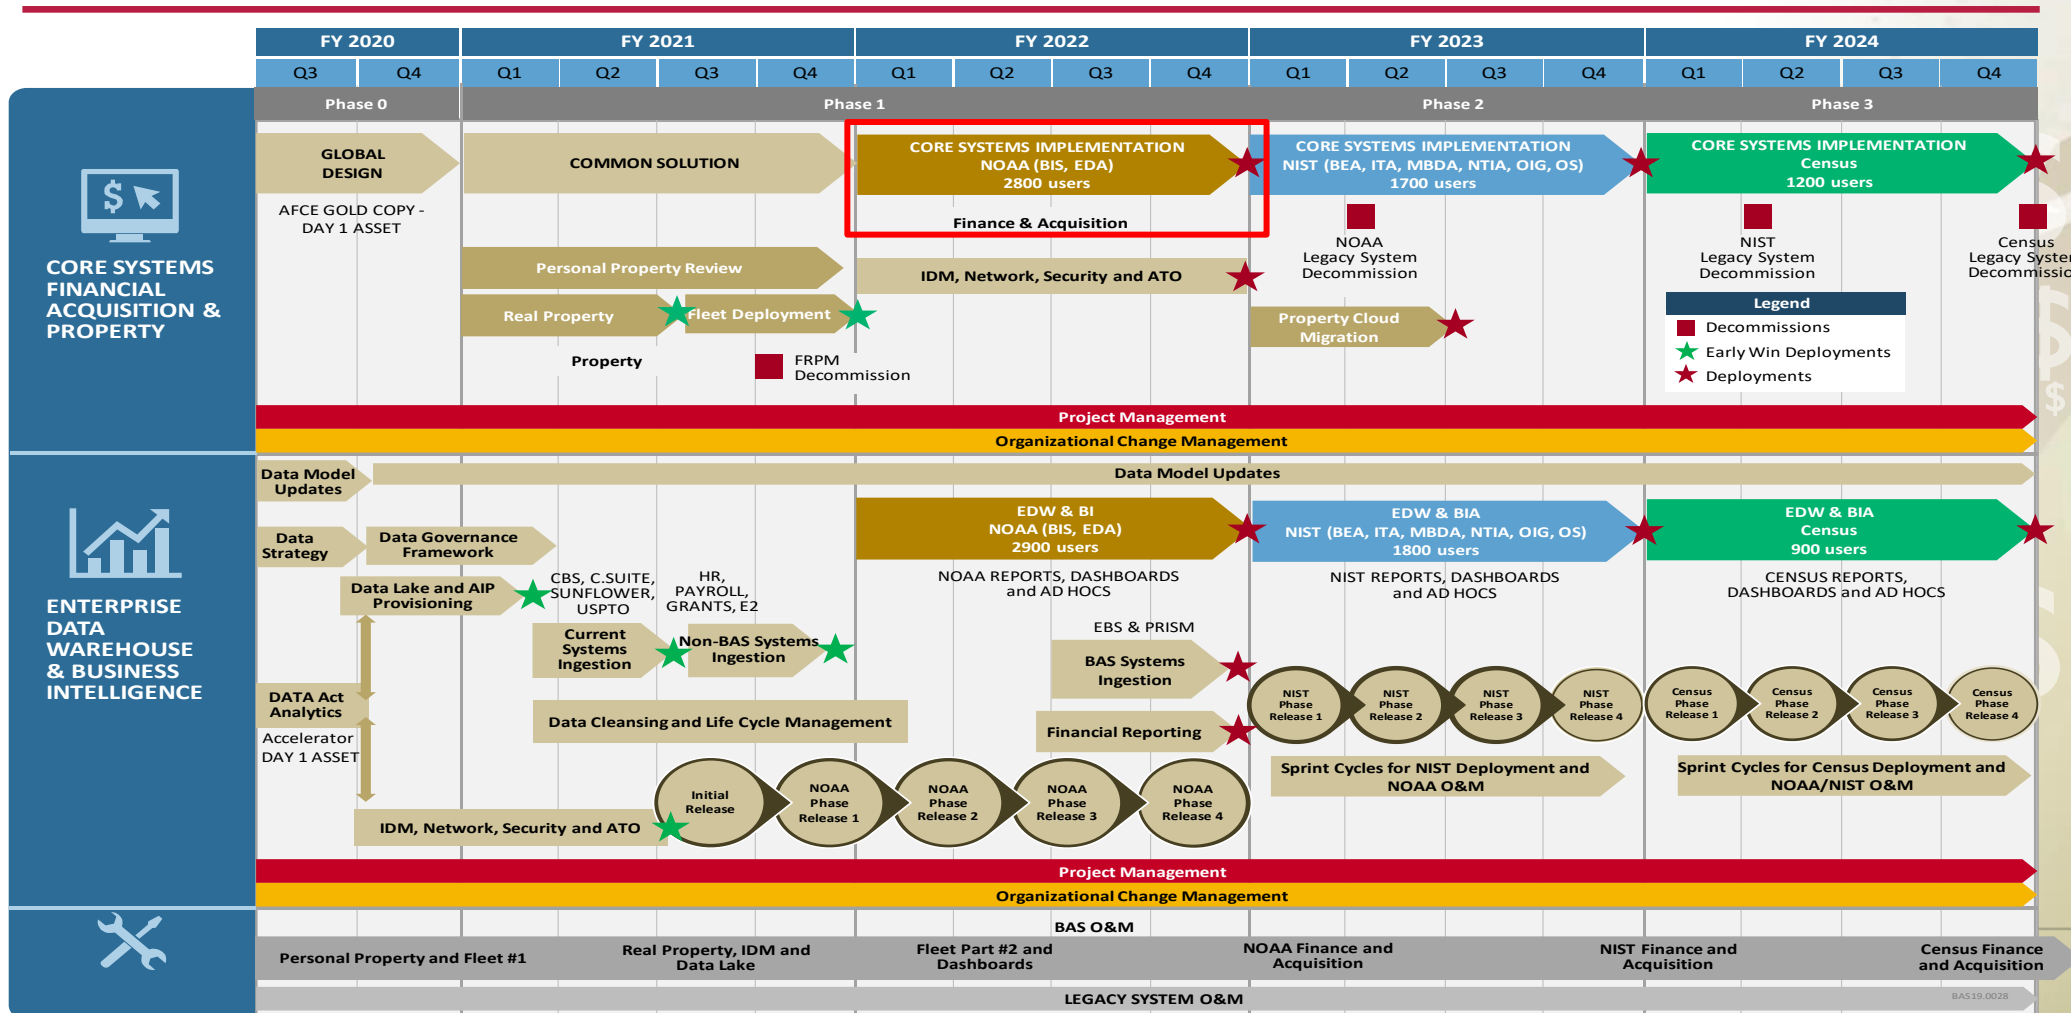 FY 2020
FY 2021
FY 2022
FY 2023
FY 2024
Q3
Q4
Q1
Q2
Q3
Q4
Q1
Q2
Q3
Q4
Q1
Q2
Q3
Q4
Q1
Q2
Q3
Q4
Phase 0
Phase 1
Phase 2
Phase 3
CORE SYSTEMS
FINANCIAL
ACQUISITION &
PROPERTY
$
GLOBAL
DESIGN
AFCE GOLD COPY -
DAY 1 ASSET
COMMON SOLUTION
CORE SYSTEMS IMPLEMENTATION
NOAA (BIS, EDA)
2800 users
Finance & Acquisition
CORE SYSTEMS IMPLEMENTATION
NIST (BEA, ITA, MBDA, NTIA, OIG, OS)
1700 users
CORE SYSTEMS IMPLEMENTATION
Census
1200 users
NOAA
Legacy System
Decommission
NIST
Legacy System
Decommission
Census
Legacy Syste
Decommissio
Personal Property Review
IDM, Network, Security and ATO
Real Property
Fleet Deployment
Property Cloud
Migration
Property
FRPM
Decommission
Legend
Decommissions
Early Win Deployments
Deployments
Project Management
Organizational Change Management
ENTERPRISE
DATA
WAREHOUSE
& BUSINESS
INTELLIGENCE
Data Model
Updates
Data Model Updates
Data
Strategy
Data Governance
Framework
EDW & BI
NOAA (BIS, EDA)
2900 users
EDW & BIA
NIST (BEA, ITA, MBDA, NTIA, OIG, OS)
1800 users
EDW & BIA
Census
900 users
Data Lake and AIP
Provisioning
CBS, C.SUITE,
SUNFLOWER,
USPTO
HR,
PAYROLL,
GRANTS, E2
NOAA REPORTS, DASHBOARDS
and AD HOCS
NIST REPORTS, DASHBOARDS
and AD HOCS
CENSUS REPORTS,
DASHBOARDS and AD HOCS
Current
Systems
Ingestion
Non-BAS Systems
Ingestion
EBS & PRISM
BAS Systems
Ingestion
DATA Act
Analytics
Accelerator
DAY 1 ASSET
Data Cleansing and Life Cycle Management
Financial Reporting
NIST
Phase
Release 1
NIST
Phase
Release 2
NIST
Phase
Release 3
NIST
Phase
Release 4
Census
Phase
Release 1
Census
Phase
Release 2
Census
Phase
Release 3
Census
Phase
Release 4
Sprint Cycles for NIST Deployment and
NOAA O&M
Sprint Cycles for Census Deployment and
NOAA/NIST O&M
Initial
Release
NOAA
Phase
Release 1
NOAA
Phase
Release 2
NOAA
Phase
Release 3
NOAA
Phase
Release 4
IDM, Network, Security and ATO
Project Management
Organizational Change Management
BAS O&M
Personal Property and Fleet #1
Real Property, IDM and
Data Lake
Fleet Part #2 and
Dashboards
NOAA Finance and
Acquisition
NIST Finance and
Acquisition
Census Finance
and Acquisition
LEGACY SYSTEM O&M
BAS19.0028